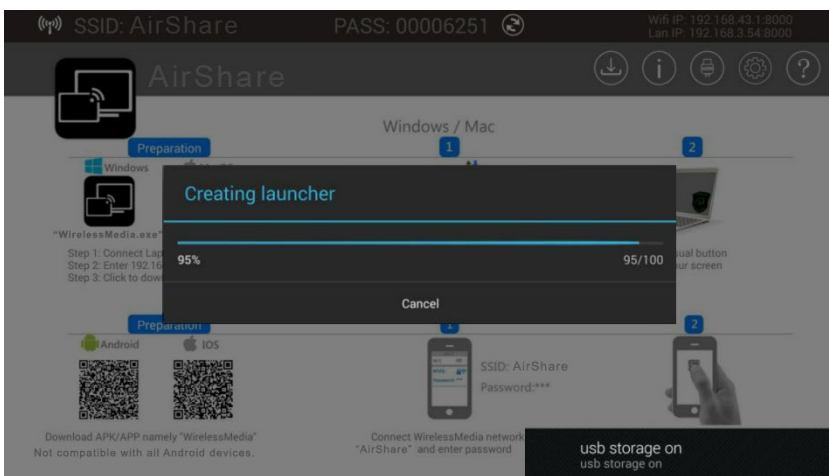 SSID: AirShare
PASS: 00006251
Wifi IP: 192.168.43.1:8000
Lan IP: 192.168.3.54:8000
AirShare
Windows / Mac
Preparation
1
2
Windows
Creating launcher
"WirelessMedia.exe"
Step 1: Connect Lap
Step 2: Enter 192.16
Step 3: Click to dow
95%
95/100
ual button
ur screen
Cancel
Preparation
1
2
Android
IOS
SSID: AirShare
Password:***
Download APK/APP namely "WirelessMedia"
Not compatible with all Android devices.
Connect WirelessMedia network
"AirShare" and enter password
usb storage on
usb storage on